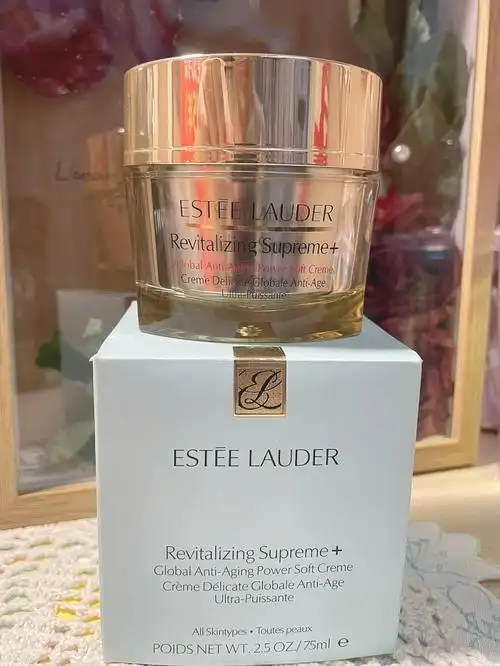 ESTĒE LAUDER
Revitalizing Supreme+
Global Anti-Aging Power Soft Creme
Crème Délicate Globale Anti-Age
Ultra-Puissante
EL
ESTĒE LAUDER
Revitalizing Supreme+
Global Anti-Aging Power Soft Creme
Crème Délicate Globale Anti-Age
Ultra-Puissante
All Skintypes • Toutes peaux
POIDS NET WT. 2.5 OZ./75ml e